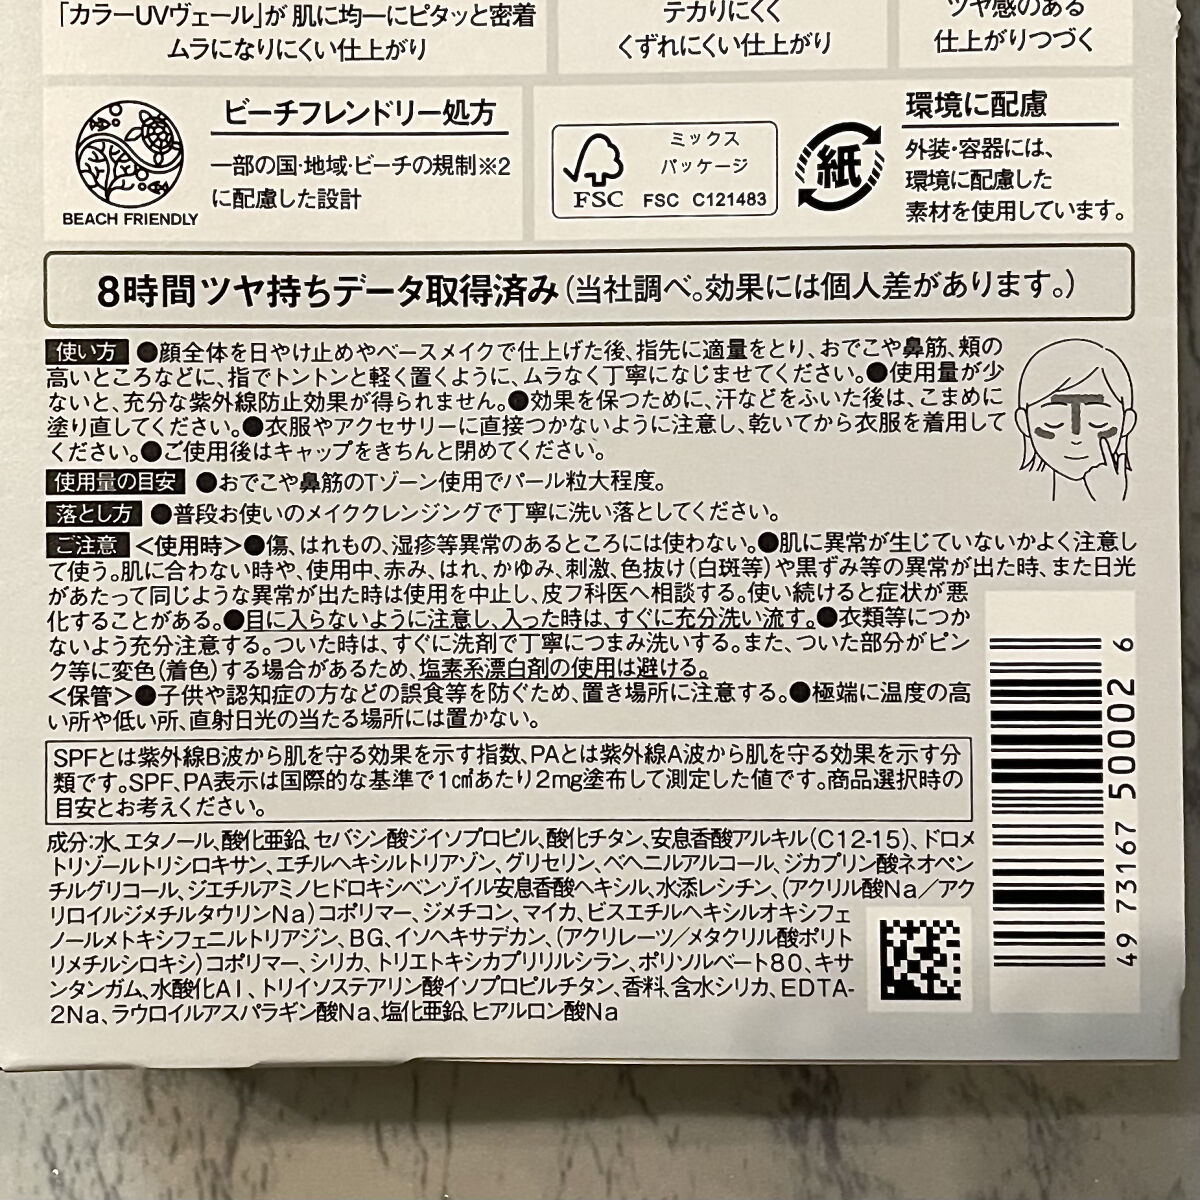 「カラーUVヴェール」が 肌に均一にピタッと密着
ムラになりにくい仕上がり
テカりにくく
くずれにくい仕上がり
ツヤ感のある
仕上がりつづく
BEACH FRIENDLY
ビーチフレンドリー処方
一部の国・地域・ビーチの規制※2
に配慮した設計
FSC
ミックス
パッケージ
FSC C121483
紙
環境に配慮
外装・容器には、
環境に配慮した
素材を使用しています。
8時間ツヤ持ちデータ取得済み(当社調べ。効果には個人差があります。)
使い方 ●顔全体を日やけ止めやベースメイクで仕上げた後、指先に適量をとり、おでこや鼻筋、頬の
高いところなどに、指でトントンと軽く置くように、ムラなく丁寧になじませてください。●使用量が少
ないと、充分な紫外線防止効果が得られません。●効果を保つために、汗などをふいた後は、こまめに
塗り直してください。●衣服やアクセサリーに直接つかないように注意し、乾いてから衣服を着用して
ください。●ご使用後はキャップをきちんと閉めてください。
使用量の目安 ●おでこや鼻筋のTゾーン使用でパール粒大程度。
落とし方 ●普段お使いのメイククレンジングで丁寧に洗い落としてください。
ご注意 <使用時>●傷、はれもの、湿疹等異常のあるところには使わない。●肌に異常が生じていないかよく注意し
て使う。肌に合わない時や、使用中、赤み、はれ、かゆみ、刺激、色抜け(白斑等)や黒ずみ等の異常が出た時、また日光
があたって同じような異常が出た時は使用を中止し、皮フ科医へ相談する。使い続けると症状が悪
化することがある。●目に入らないように注意し、入った時は、すぐに充分洗い流す。●衣類等につか
ないよう充分注意する。ついた時は、すぐに洗剤で丁寧につまみ洗いする。また、ついた部分がピン
ク等に変色(着色)する場合があるため、塩素系漂白剤の使用は避ける。
<保管>●子供や認知症の方などの誤食等を防ぐため、置き場所に注意する。●極端に温度の高
い所や低い所、直射日光の当たる場所には置かない。
SPFとは紫外線B波から肌を守る効果を示す指数、PAとは紫外線A波から肌を守る効果を示す分
類です。SPF、PA表示は国際的な基準で1㎠あたり2mg塗布して測定した値です。商品選択時の
目安とお考えください。
成分:水、エタノール、酸化亜鉛、セバシン酸ジイソプロピル、酸化チタン、安息香酸アルキル(C12-15)、ドロメ
トリゾールトリシロキサン、エチルヘキシルトリアゾン、グリセリン、ベヘニルアルコール、ジカプリン酸ネオペン
チルグリコール、ジエチルアミノヒドロキシベンゾイル安息香酸ヘキシル、水添レシチン、(アクリル酸Na/アク
リロイルジメチルタウリンNa)コポリマー、ジメチコン、マイカ、ビスエチルヘキシルオキシフェ
ノールメトキシフェニルトリアジン、BG、イソヘキサデカン、(アクリレーツ/メタクリル酸ポリト
リメチルシロキシ)コポリマー、シリカ、トリエトキシカプリリルシラン、ポリソルベート80、キサ
ンタンガム、水酸化Al、トリイソステアリン酸イソプロピルチタン、香料、含水シリカ、EDTA-
2Na、ラウロイルアスパラギン酸Na、塩化亜鉛、ヒアルロン酸Na
49 73167 50002 6